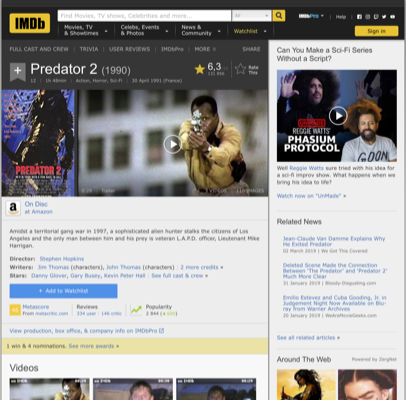 IMDb
Find Movies, TV shows, Celebrities and more...
All
IMDbPro
Help
Movies, TV & Showtimes
Celebs, Events & Photos
News & Community
Watchlist
Sign in
FULL CAST AND CREW | TRIVIA | USER REVIEWS | IMDbPro | MORE
SHARE
Predator 2 (1990)
6,3
Rate This
1h 48min | Action, Horror, Sci-Fi | 30 April 1991 (France)
PREDATOR 2
0:29 | Trailer
On Disc
at Amazon
Amidst a territorial gang war in 1997, a sophisticated alien hunter stalks the citizens of Los
Angeles and the only man between him and his prey is veteran L.A.P.D. officer, Lieutenant Mike
Harrigan.
Director: Stephen Hopkins
Writers: Jim Thomas (characters), John Thomas (characters) | 2 more credits »
Stars: Danny Glover, Gary Busey, Kevin Peter Hall | See full cast & crew »
+ Add to Watchlist
Metascore
From metacritic.com
Reviews
334 user | 146 critic
Popularity
View production, box office, & company info on IMDbPro
1 win & 4 nominations. See more awards »
Videos
Can You Make a Sci-Fi Series
Without a Script?
REGGIE WATTS'
PHASIUM
PROTOCOL
Well Reggie Watts sure tried with his idea for
a sci-fi improv show. What happens when we
bring his idea to life?
Watch now on "UnMade" »
Related News
Jean-Claude Van Damme Explains Why
He Exited Predator
02 March 2019 | We Got This Covered
Deleted Scene Made the Connection
Between 'The Predator' and 'Predator 2'
Much More Clear
31 January 2019 | Bloody Disgusting.com
Emilio Estevez and Cuba Gooding, Jr. in
Judgement Night Now Available on Blu-
ray from Warner Archives
20 January 2019 | WeAreMovieGeeks.com
See all related articles »
Around The Web
Powered by ZergNet